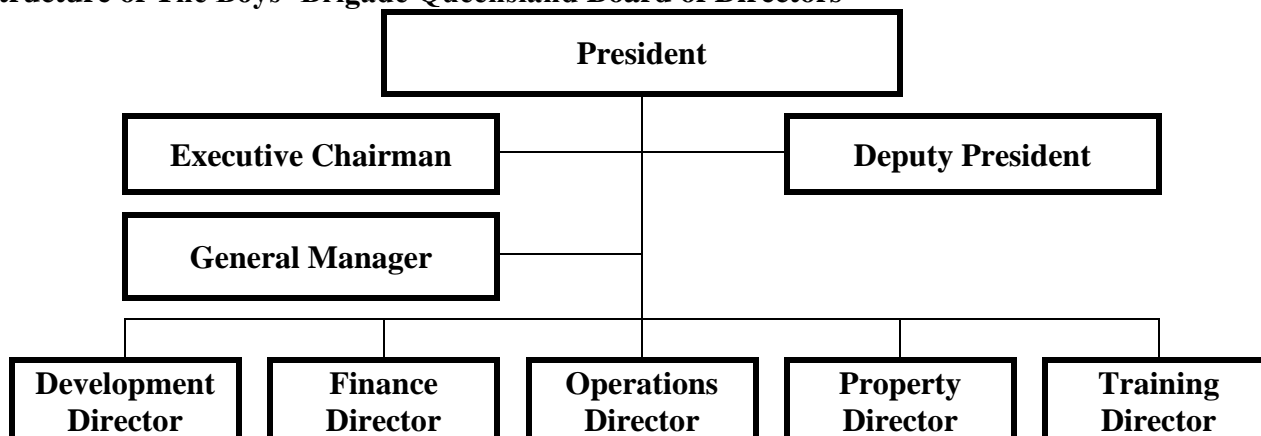 tructure of The Boys' Brigade Queensland Board of Directors
President
Executive Chairman
Deputy President
General Manager
Development
Director
Finance
Director
Operations
Director
Property
Director
Training
Director